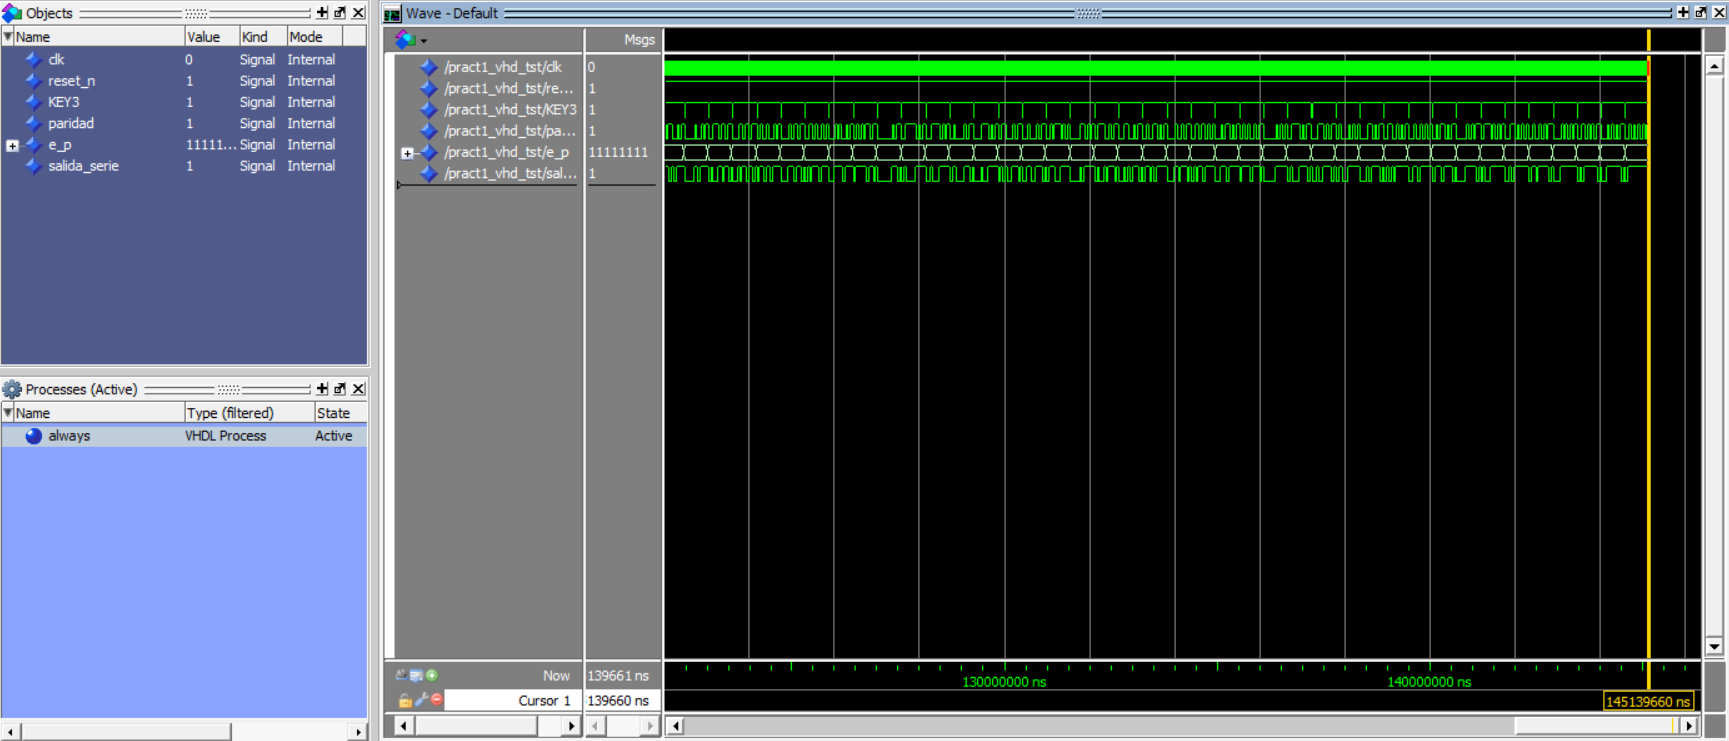 Objects
Name Value Kind Mode
clk 0 Signal Internal
reset_n 1 Signal Internal
KEY3 1 Signal Internal
paridad 1 Signal Internal
e_p 11111... Signal Internal
salida_serie 1 Signal Internal
Processes (Active)
Name Type (filtered) State
always VHDL Process Active
Wave - Default
Msgs
/pract1_vhd_tst/clk 0
/pract1_vhd_tst/re... 1
/pract1_vhd_tst/KEY3 1
/pract1_vhd_tst/pa... 1
/pract1_vhd_tst/e_p 11111111
/pract1_vhd_tst/sal... 1
Now 139661 ns
130000000 ns 140000000 ns
Cursor 1 139660 ns
145139660 ns